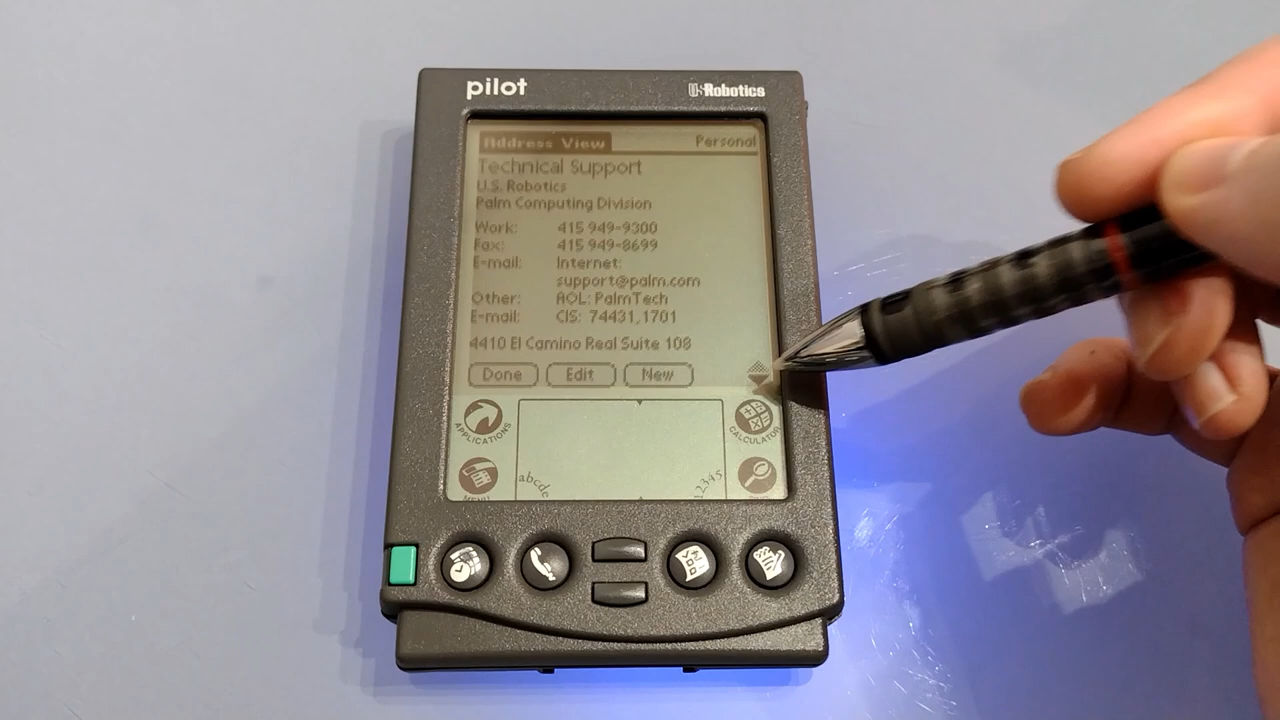 pilot
U.S. Robotics
Address View Personal
Technical Support
U.S. Robotics
Palm Computing Division
Work: 415 949-9300
Fax: 415 949-8699
E-mail: Internet:
support@palm.com
Other: AOL: PalmTech
E-mail: CIS: 74431,1701
4410 El Camino Real Suite 108
Done Edit New
APPLICATIONS CALCULATOR
abcde 12345
MENU